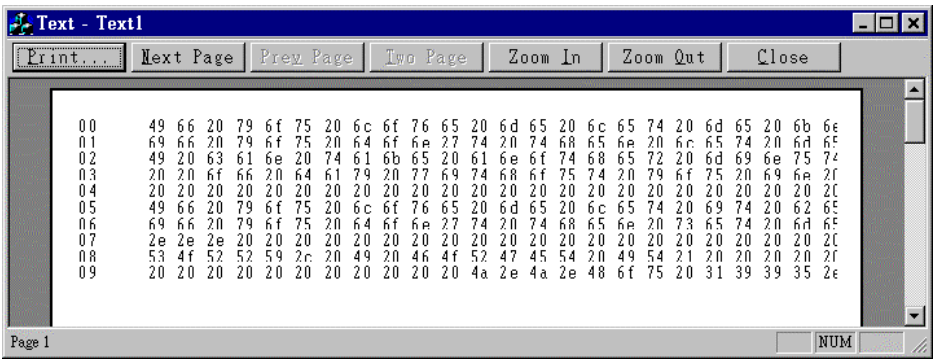 Text - Text1
Print... Next Page Prev Page Two Page Zoom In Zoom Out Close
00 49 66 20 79 6f 75 20 6c 6f 76 65 20 6d 65 20 6c 65 74 20 6d 65 20 6b 6e
01 69 66 20 79 6f 75 20 64 6f 6e 27 74 20 74 68 65 6e 20 6c 65 74 20 6d 65
02 49 20 63 61 6e 20 74 61 6b 65 20 61 6e 6f 74 68 65 72 20 6d 69 6e 75 74
03 20 20 6f 66 20 64 61 79 20 77 69 74 68 6f 75 74 20 79 6f 75 20 69 6e 20
04 20 20 20 20 20 20 20 20 20 20 20 20 20 20 20 20 20 20 20 20 20 20 20 20
05 49 66 20 79 6f 75 20 6c 6f 76 65 20 6d 65 20 6c 65 74 20 69 74 20 62 65
06 69 66 20 79 6f 75 20 64 6f 6e 27 74 20 74 68 65 6e 20 73 65 74 20 6d 65
07 2e 2e 2e 20 20 20 20 20 20 20 20 20 20 20 20 20 20 20 20 20 20 20 20 20
08 53 4f 52 52 59 2c 20 49 20 46 4f 52 47 45 54 20 49 54 21 20 20 20 20 20
09 20 20 20 20 20 20 20 20 20 20 20 4a 2e 4a 2e 48 6f 75 20 31 39 39 35 2e
Page 1 NUM